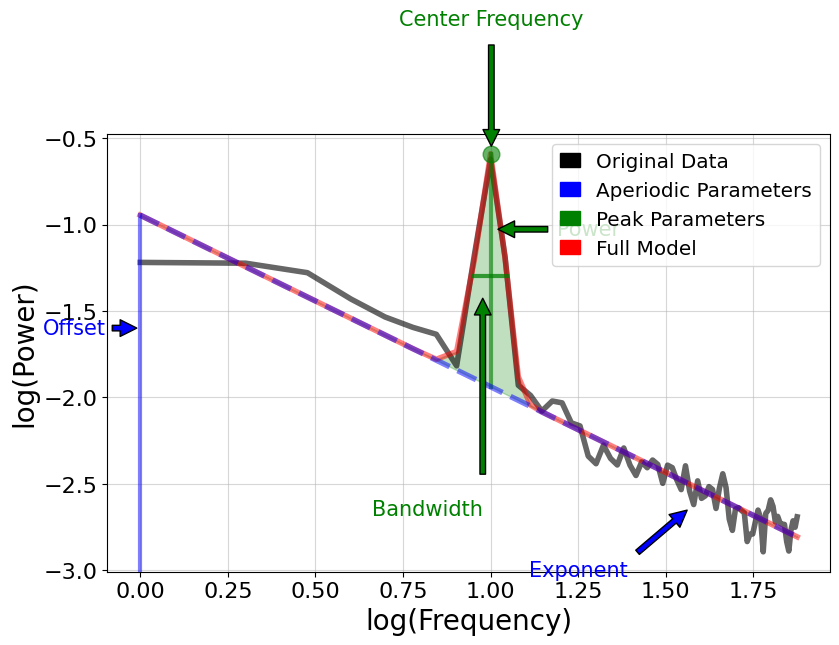 Center Frequency
−0.5
−1.0
−1.5
−2.0
−2.5
−3.0
log(Power)
Original Data
Aperiodic Parameters
Peak Parameters
Full Model
Power
Offset
Bandwidth
Exponent
0.00 0.25 0.50 0.75 1.00 1.25 1.50 1.75
log(Frequency)